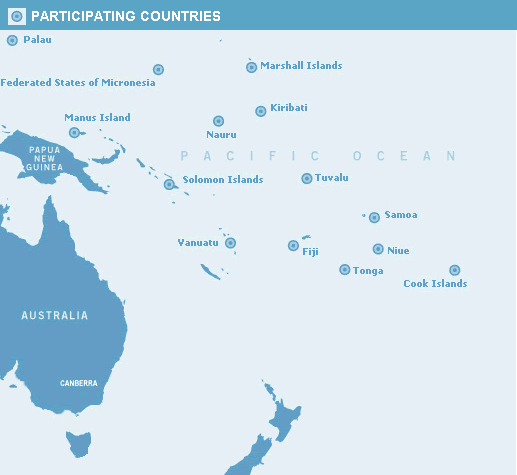 PARTICIPATING COUNTRIES
Palau
Marshall Islands
Federated States of Micronesia
Kiribati
Manus Island
Nauru
PAPUA
NEW
GUINEA
PACIFIC OCEAN
Solomon Islands
Tuvalu
Samoa
Vanuatu
Fiji
Niue
Tonga
Cook Islands
AUSTRALIA
CANBERRA